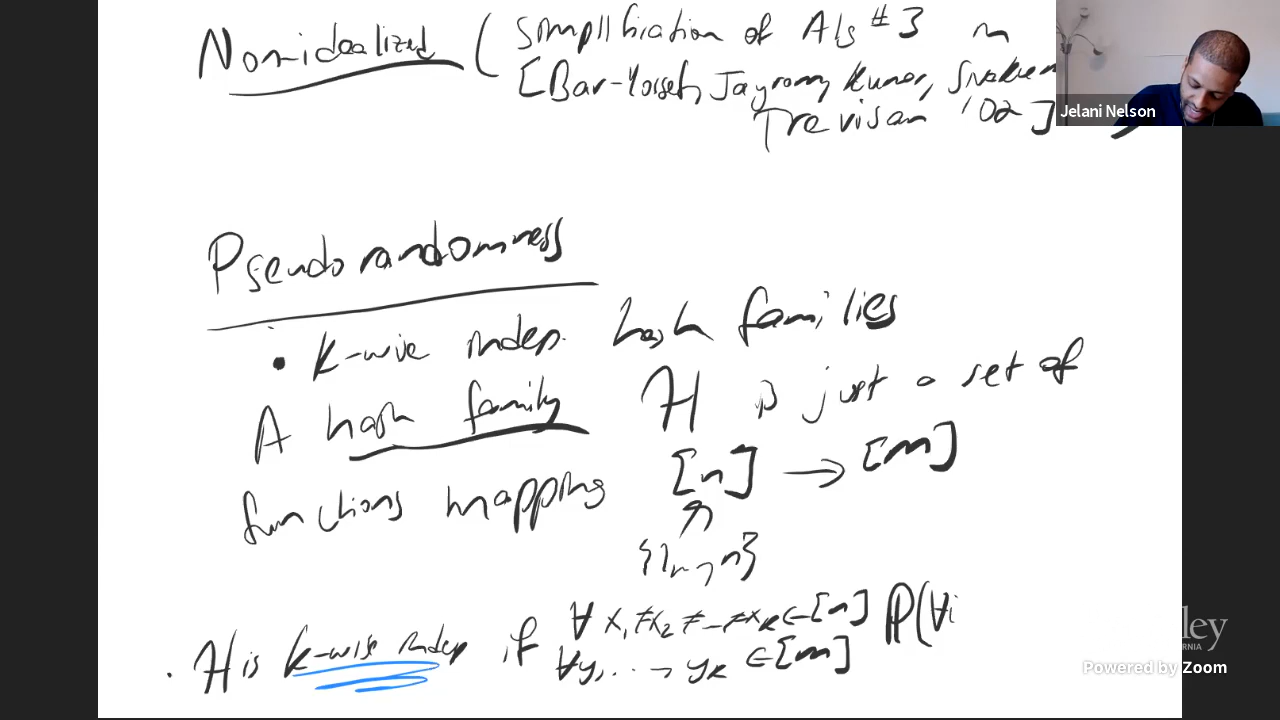 Nonidealized ( Simplification of Alg #3 in
[Bar-Yossef, Jayram, Kumar, Sivakumar
Trevisan '02]
Jelani Nelson
Pseudorandomness
• k-wise indep. hash families
A hash family H is just a set of
functions mapping [n] → [m]
{1, , n}
• H is k-wise indep if ∀ x₁≠x₂≠-≠xₖ∈[n] P(∀i
∀y₁, ..., yₖ ∈[m]
ley
RNIA
Powered by Zoom